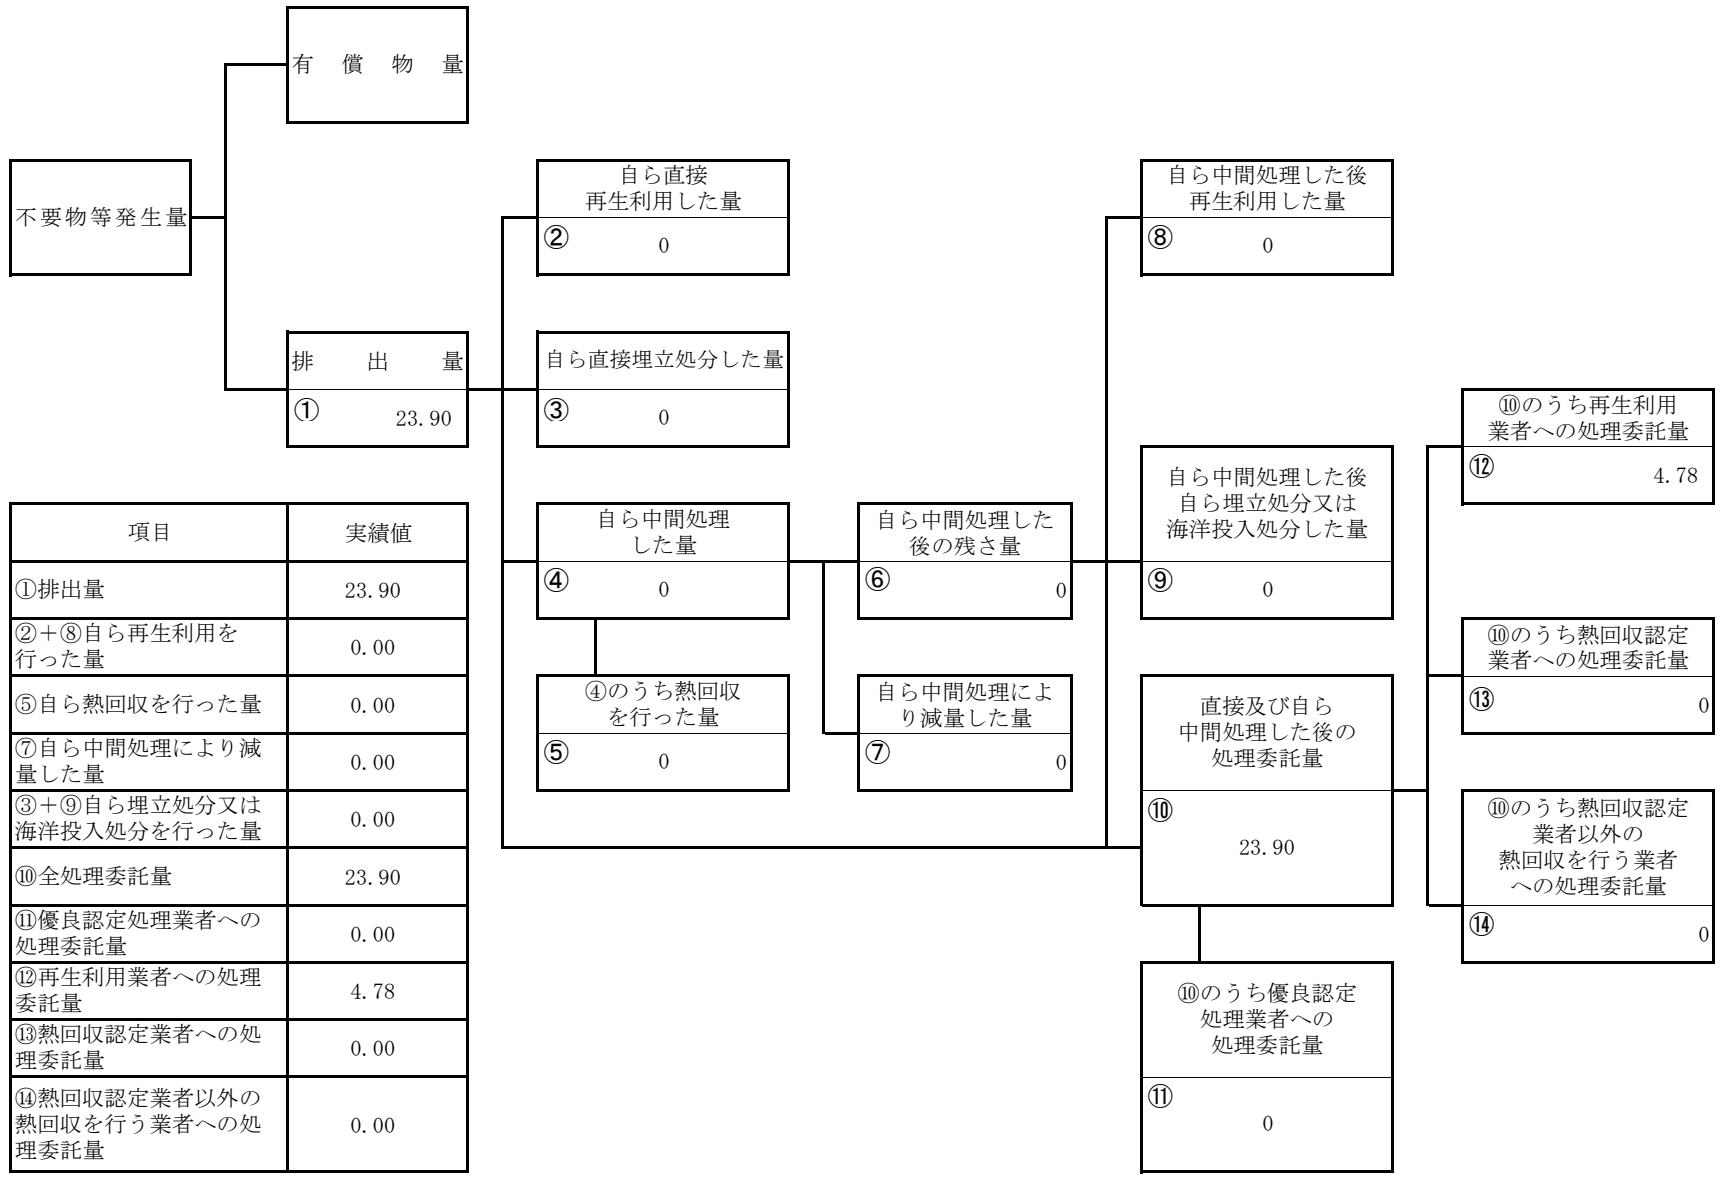 有償物量
不要物等発生量
排出量
①
23.90
自ら直接
再生利用した量
②
0
自ら直接埋立処分した量
③
0
自ら中間処理
した量
④
0
④のうち熱回収
を行った量
⑤
0
自ら中間処理した
後の残さ量
⑥
0
自ら中間処理によ
り減量した量
⑦
0
自ら中間処理した後
再生利用した量
⑧
0
自ら中間処理した後
自ら埋立処分又は
海洋投入処分した量
⑨
0
直接及び自ら
中間処理した後の
処理委託量
⑩
23.90
⑩のうち優良認定
処理業者への
処理委託量
⑪
0
⑩のうち再生利用
業者への処理委託量
⑫
4.78
⑩のうち熱回収認定
業者への処理委託量
⑬
0
⑩のうち熱回収認定
業者以外の
熱回収を行う業者
への処理委託量
⑭
0
項目 実績値
①排出量 23.90
②＋⑧自ら再生利用を
行った量 0.00
⑤自ら熱回収を行った量 0.00
⑦自ら中間処理により減
量した量 0.00
③＋⑨自ら埋立処分又は
海洋投入処分を行った量 0.00
⑩全処理委託量 23.90
⑪優良認定処理業者への
処理委託量 0.00
⑫再生利用業者への処理
委託量 4.78
⑬熱回収認定業者への処
理委託量 0.00
⑭熱回収認定業者以外の
熱回収を行う業者への処
理委託量 0.00